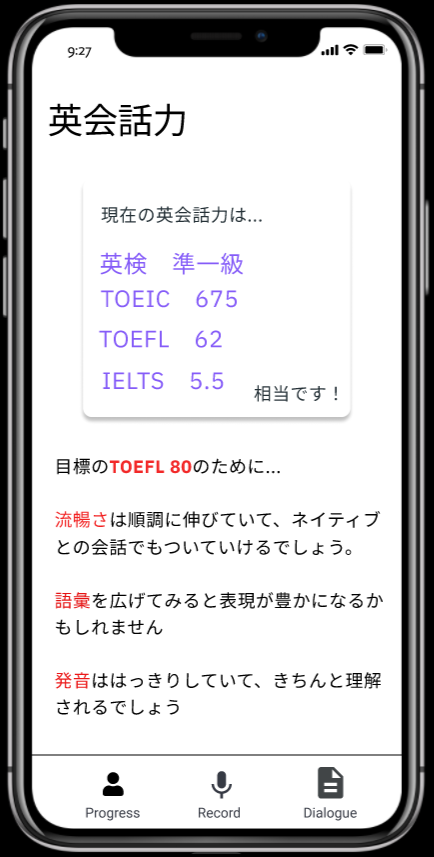 9:27
英会話力
現在の英会話力は...
英検　準一級
TOEIC　675
TOEFL　62
IELTS　5.5
相当です！
目標のTOEFL 80のために...
流暢さは順調に伸びていて、ネイティブ
との会話でもついていけるでしょう。
語彙を広げてみると表現が豊かになるか
もしれません
発音ははっきりしていて、きちんと理解
されるでしょう
Progress　Record　Dialogue